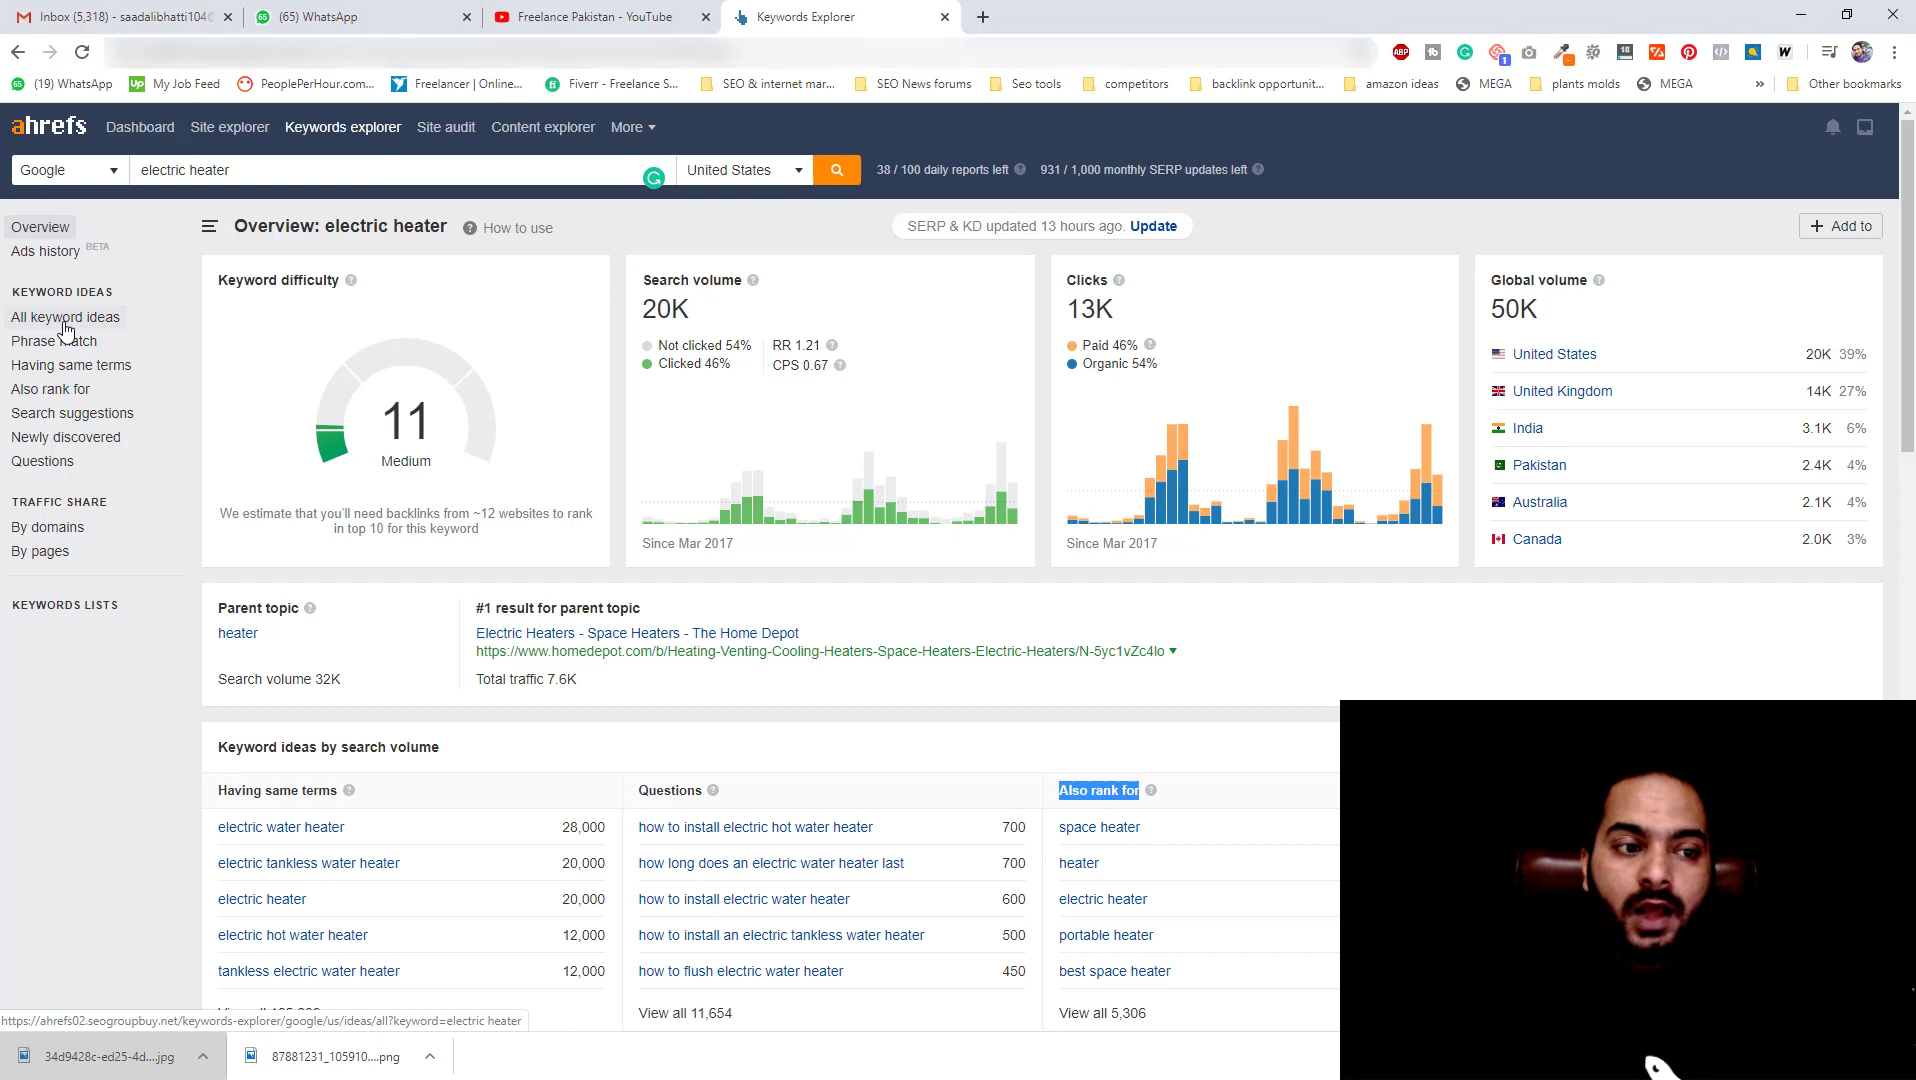 Inbox (5,318) - saadalibhatti104@
(65) WhatsApp
Freelance Pakistan - YouTube
Keywords Explorer
(19) WhatsApp
My Job Feed
PeoplePerHour.com...
Freelancer | Online...
Fiverr - Freelance S...
SEO & internet mar...
SEO News forums
Seo tools
competitors
backlink opportunit...
amazon ideas
MEGA
plants molds
MEGA
»
Other bookmarks
ahrefs
Dashboard
Site explorer
Keywords explorer
Site audit
Content explorer
More
Google
electric heater
United States
38 / 100 daily reports left
931 / 1,000 monthly SERP updates left
Overview
Ads history BETA
KEYWORD IDEAS
All keyword ideas
Phrase match
Having same terms
Also rank for
Search suggestions
Newly discovered
Questions
TRAFFIC SHARE
By domains
By pages
KEYWORDS LISTS
Overview: electric heater
How to use
SERP & KD updated 13 hours ago. Update
+ Add to
Keyword difficulty
11
Medium
We estimate that you'll need backlinks from ~12 websites to rank
in top 10 for this keyword
Search volume
20K
Not clicked 54%
Clicked 46%
RR 1.21
CPS 0.67
Since Mar 2017
Clicks
13K
Paid 46%
Organic 54%
Since Mar 2017
Global volume
50K
United States 20K 39%
United Kingdom 14K 27%
India 3.1K 6%
Pakistan 2.4K 4%
Australia 2.1K 4%
Canada 2.0K 3%
Parent topic
heater
Search volume 32K
#1 result for parent topic
Electric Heaters - Space Heaters - The Home Depot
https://www.homedepot.com/b/Heating-Venting-Cooling-Heaters-Space-Heaters-Electric-Heaters/N-5yc1vZc4lo
Total traffic 7.6K
Keyword ideas by search volume
Having same terms
electric water heater 28,000
electric tankless water heater 20,000
electric heater 20,000
electric hot water heater 12,000
tankless electric water heater 12,000
Questions
how to install electric hot water heater 700
how long does an electric water heater last 700
how to install electric water heater 600
how to install an electric tankless water heater 500
how to flush electric water heater 450
View all 11,654
Also rank for
space heater
heater
electric heater
portable heater
best space heater
View all 5,306
https://ahrefs02.seogroupbuy.net/keywords-explorer/google/us/ideas/all?keyword=electric heater
34d9428c-ed25-4d....jpg
87881231_105910....png